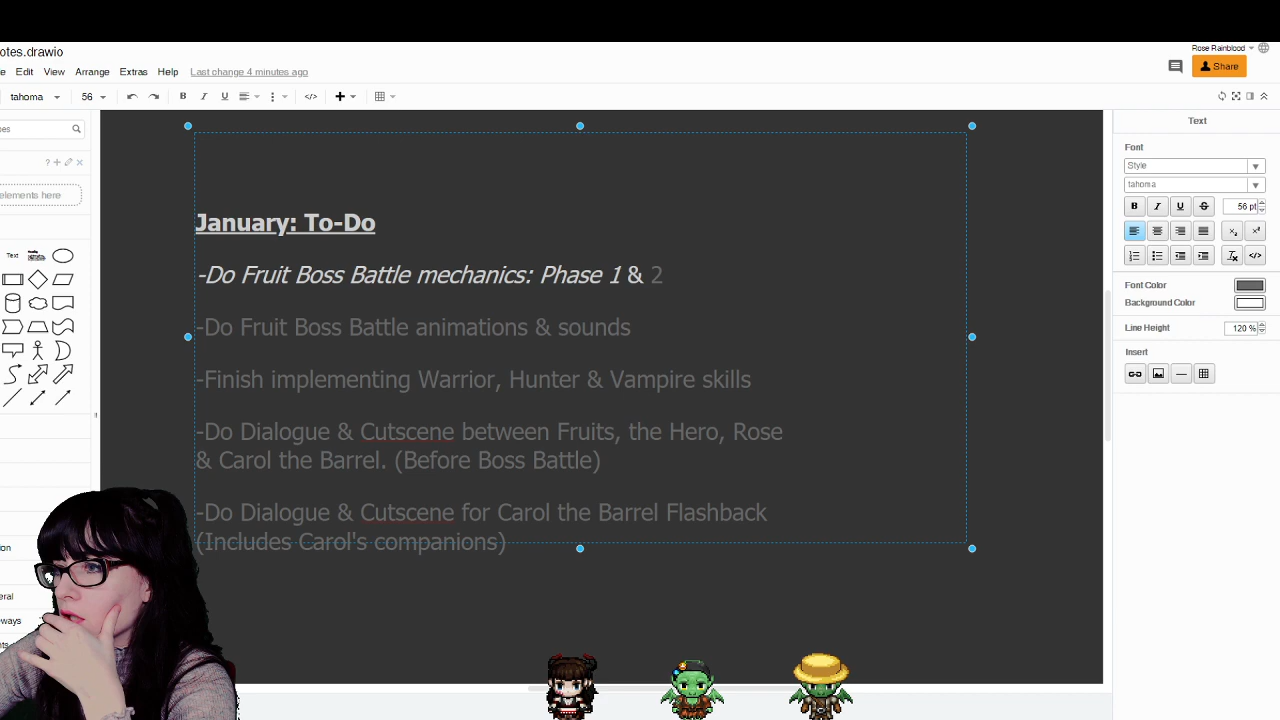 otes.drawio
Rose Rainblood
e Edit View Arrange Extras Help Last change 4 minutes ago
Share
tahoma 56 B I U </> +
es
Text
? +
Font
elements here
Style
tahoma
B I U S 56 pt
January: To-Do
Text
-Do Fruit Boss Battle mechanics: Phase 1 & 2
Font Color
Background Color
-Do Fruit Boss Battle animations & sounds
Line Height 120 %
Insert
-Finish implementing Warrior, Hunter & Vampire skills
-Do Dialogue & Cutscene between Fruits, the Hero, Rose
& Carol the Barrel. (Before Boss Battle)
-Do Dialogue & Cutscene for Carol the Barrel Flashback
(Includes Carol's companions)
ion
eral
ways